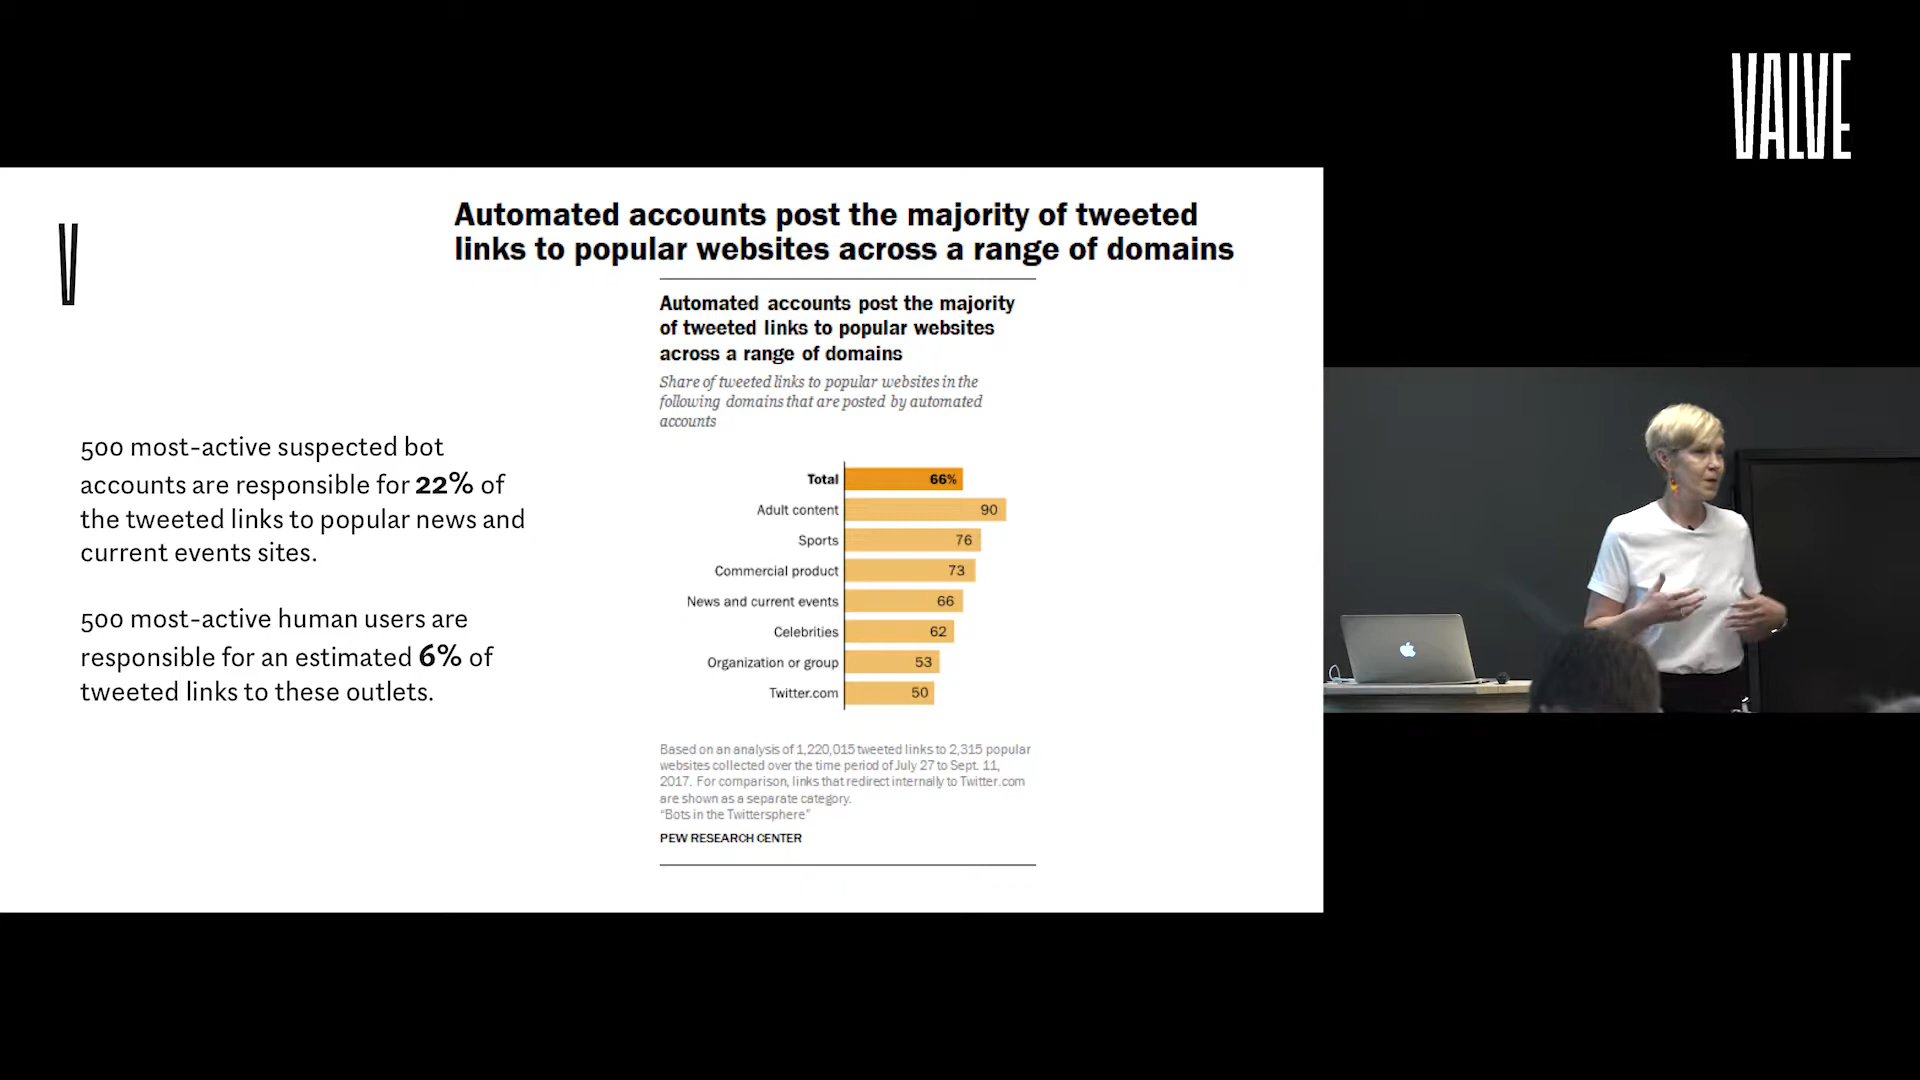 VALVE
V
Automated accounts post the majority of tweeted
links to popular websites across a range of domains
500 most-active suspected bot
accounts are responsible for 22% of
the tweeted links to popular news and
current events sites.
500 most-active human users are
responsible for an estimated 6% of
tweeted links to these outlets.
Automated accounts post the majority
of tweeted links to popular websites
across a range of domains
Share of tweeted links to popular websites in the
following domains that are posted by automated
accounts
Total 66%
Adult content 90
Sports 76
Commercial product 73
News and current events 66
Celebrities 62
Organization or group 53
Twitter.com 50
Based on an analysis of 1,220,015 tweeted links to 2,315 popular
websites collected over the time period of July 27 to Sept. 11,
2017. For comparison, links that redirect internally to Twitter.com
are shown as a separate category.
“Bots in the Twittersphere”
PEW RESEARCH CENTER